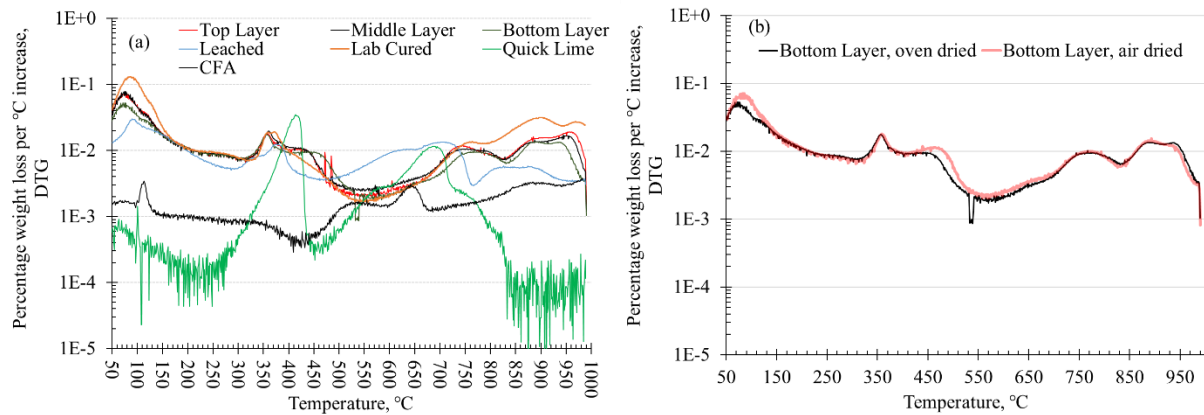 (a)
Top Layer Middle Layer Bottom Layer
Leached Lab Cured Quick Lime
CFA
1E+0
1E-1
1E-2
1E-3
1E-4
1E-5
Percentage weight loss per °C increase,
DTG
50 100 150 200 250 300 350 400 450 500 550 600 650 700 750 800 850 900 950 1000
Temperature, °C
(b)
Bottom Layer, oven dried Bottom Layer, air dried
1E+0
1E-1
1E-2
1E-3
1E-4
1E-5
Percentage weight loss per °C increase,
DTG
50 150 250 350 450 550 650 750 850 950
Temperature, °C